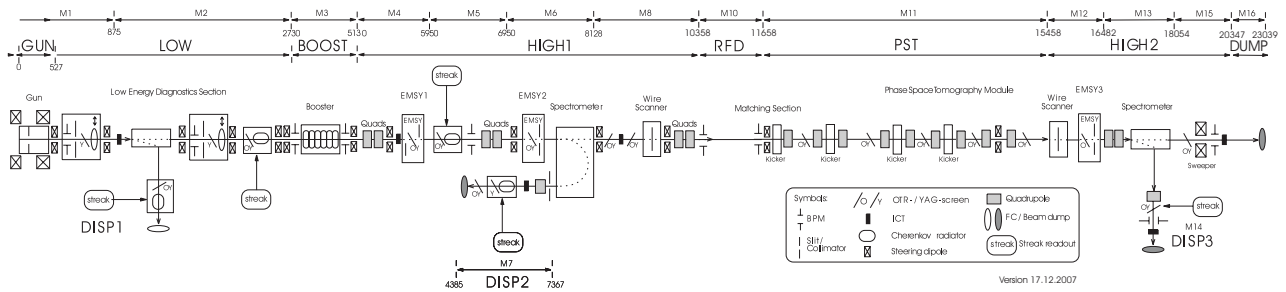 M1 M2 M3 M4 M5 M6 M8 M10 M11 M12 M13 M15 M16
875 2730 5130 5950 6950 8128 10358 11658 15458 16482 18054 20347 23039
GUN LOW BOOST HIGH1 RFD PST HIGH2 DUMP
0 527
Gun
Low Energy Diagnostics Section
Booster
Quads
EMSY1
streak
Quads
EMSY2
Spectrometer
Wire
Scanner
Quads
Matching Section
Phase Space Tomography Module
Wire
Scanner
EMSY3
Spectrometer
EMSY
EMSY
EMSY
Kicker
Kicker
Kicker
Kicker
Sweeper
streak
DISP1
streak
streak
M7
4385 DISP2 7367
streak
M14
DISP3
Symbols:
BPM
Slit/
Collimator
OTR- / YAG-screen
ICT
Cherenkov radiator
Steering dipole
Quadrupole
FC / Beam dump
streak Streak readout
Version 17.12.2007